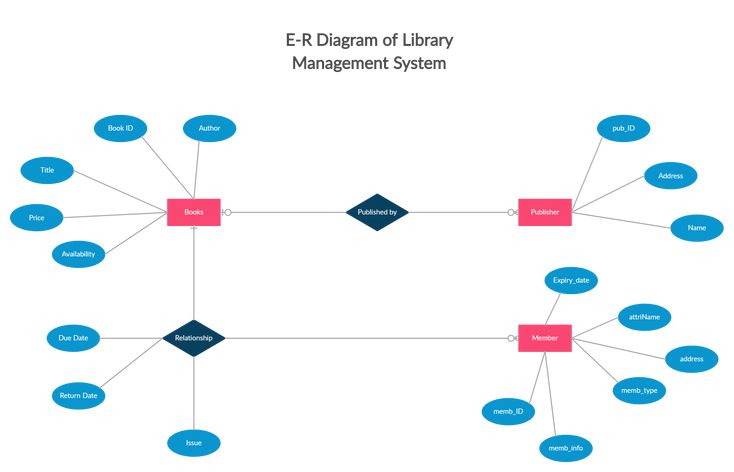 E-R Diagram of Library
Management System
Book ID
Author
pub_ID
Title
Address
Price
Books
Published by
Publisher
Name
Availability
Expiry_date
attriName
Due Date
Relationship
Member
address
Return Date
memb_type
memb_ID
Issue
memb_info